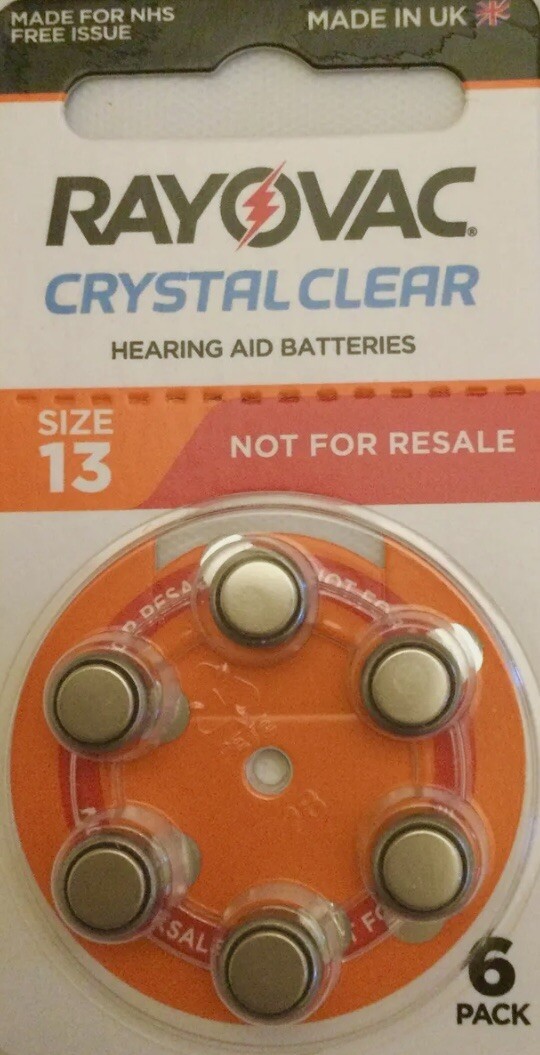 MADE FOR NHS
FREE ISSUE
MADE IN UK
RAYOVAC®
CRYSTAL CLEAR
HEARING AID BATTERIES
SIZE
13
NOT FOR RESALE
6
PACK